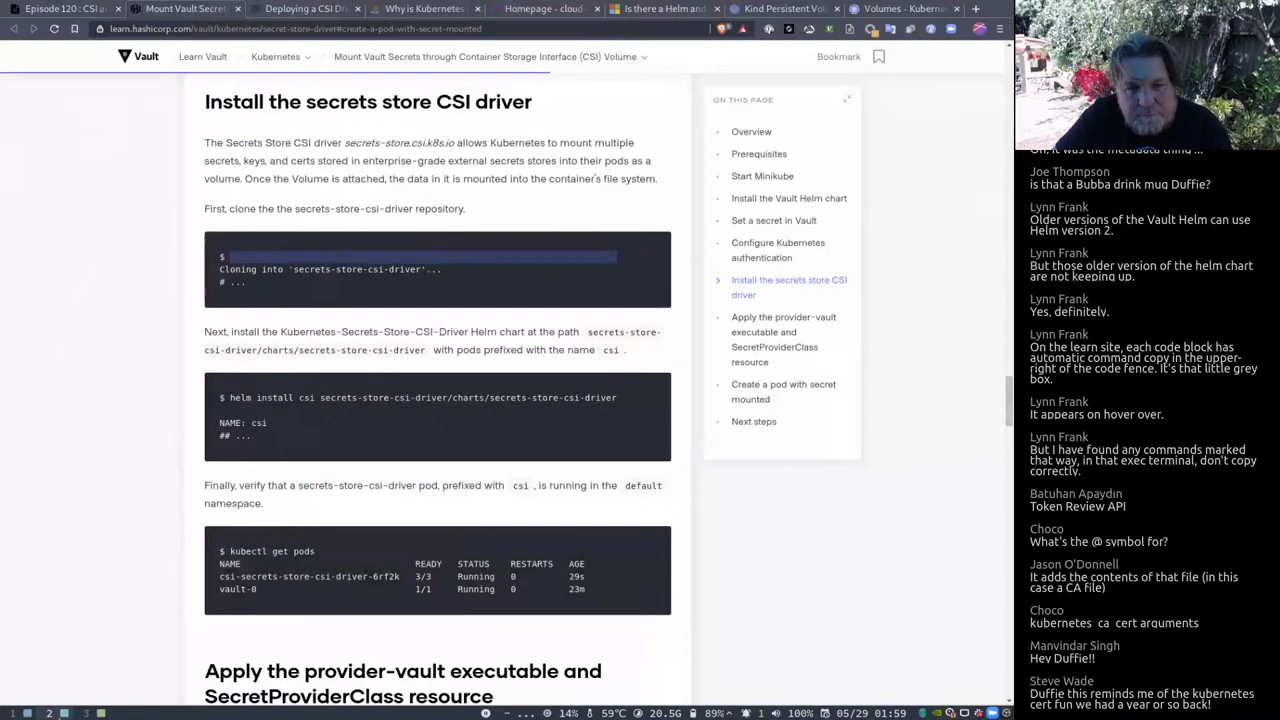 Episode 120: CSI an
Mount Vault Secrets
Deploying a CSI Dri
Why is Kubernetes
Homepage - cloud-
Is there a Helm and
Kind Persistent Volu
Volumes - Kuberne
learn.hashicorp.com/vault/kubernetes/secret-store-driver#create-a-pod-with-secret-mounted
Vault
Learn Vault
Kubernetes
Mount Vault Secrets through Container Storage Interface (CSI) Volume
Bookmark
Install the secrets store CSI driver
The Secrets Store CSI driver secrets-store.csi.k8s.io allows Kubernetes to mount multiple
secrets, keys, and certs stored in enterprise-grade external secrets stores into their pods as a
volume. Once the Volume is attached, the data in it is mounted into the container's file system.
First, clone the the secrets-store-csi-driver repository.
$
Cloning into 'secrets-store-csi-driver'...
# ...
Next, install the Kubernetes-Secrets-Store-CSI-Driver Helm chart at the path secrets-store-
csi-driver/charts/secrets-store-csi-driver with pods prefixed with the name csi .
$ helm install csi secrets-store-csi-driver/charts/secrets-store-csi-driver
NAME: csi
## ...
Finally, verify that a secrets-store-csi-driver pod, prefixed with csi , is running in the default
namespace.
$ kubectl get pods
NAME READY STATUS RESTARTS AGE
csi-secrets-store-csi-driver-6rf2k 3/3 Running 0 29s
vault-0 1/1 Running 0 23m
Apply the provider-vault executable and
SecretProviderClass resource
ON THIS PAGE
Overview
Prerequisites
Start Minikube
Install the Vault Helm chart
Set a secret in Vault
Configure Kubernetes
authentication
Install the secrets store CSI
driver
Apply the provider-vault
executable and
SecretProviderClass
resource
Create a pod with secret
mounted
Next steps
Oh, it was the metadata thing ...
Joe Thompson
is that a Bubba drink mug Duffie?
Lynn Frank
Older versions of the Vault Helm can use
Helm version 2.
Lynn Frank
But those older version of the helm chart
are not keeping up.
Lynn Frank
Yes, definitely.
Lynn Frank
On the learn site, each code block has
automatic command copy in the upper-
right of the code fence. It's that little grey
box.
Lynn Frank
It appears on hover over.
Lynn Frank
But I have found any commands marked
that way, in that exec terminal, don't copy
correctly.
Batuhan Apaydın
Token Review API
Choco
What's the @ symbol for?
Jason O'Donnell
It adds the contents of that file (in this
case a CA file)
Choco
kubernetes ca cert arguments
Manvindar Singh
Hey Duffie!!
Steve Wade
Duffie this reminds me of the kubernetes
cert fun we had a year or so back!
1 2 3
14% 59℃ 20.5G 89% 1 100% 05/29 01:59